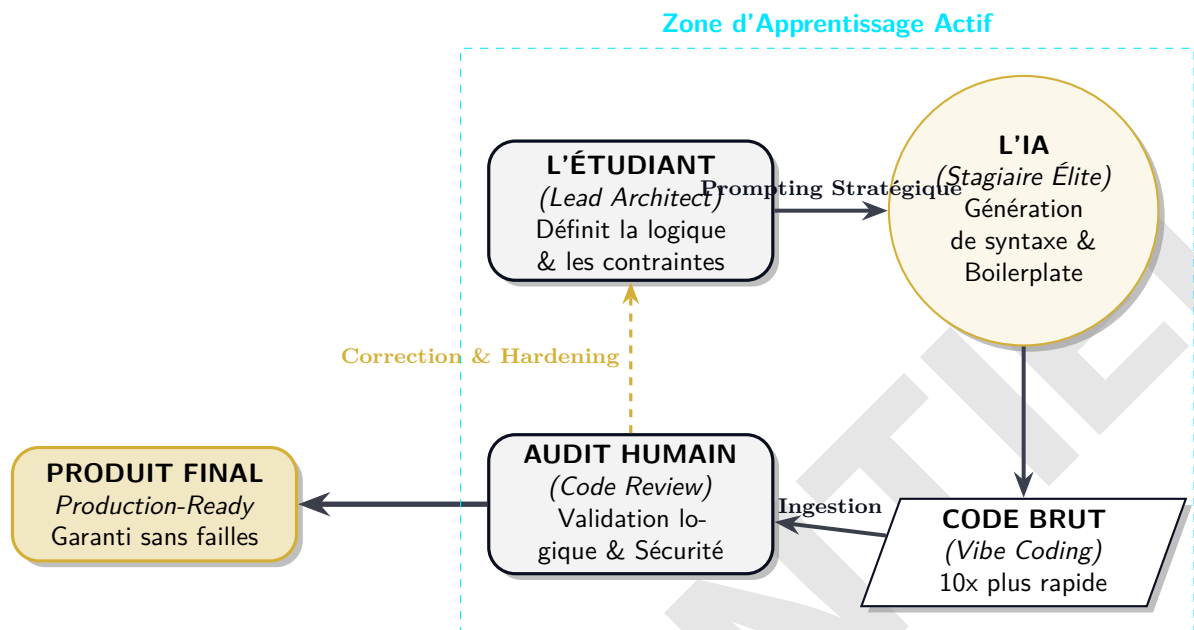 Zone d'Apprentissage Actif
L'ÉTUDIANT
(Lead Architect)
Définit la logique
& les contraintes
Prompting Stratégique
L'IA
(Stagiaire Élite)
Génération
de syntaxe &
Boilerplate
Correction & Hardening
PRODUIT FINAL
Production-Ready
Garanti sans failles
AUDIT HUMAIN
(Code Review)
Validation lo-
gique & Sécurité
Ingestion
CODE BRUT
(Vibe Coding)
10x plus rapide